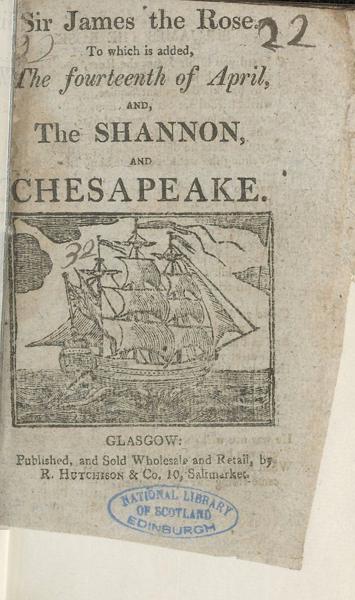 Sir James the Rose.
22
To which is added,
The fourteenth of April,
AND,
The SHANNON,
AND
CHESAPEAKE.
32
GLASGOW:
Published, and Sold Wholesale and Retail, by
R. HUTCHISON & Co. 10, Saltmarket.
NATIONAL LIBRARY
OF SCOTLAND
EDINBURGH